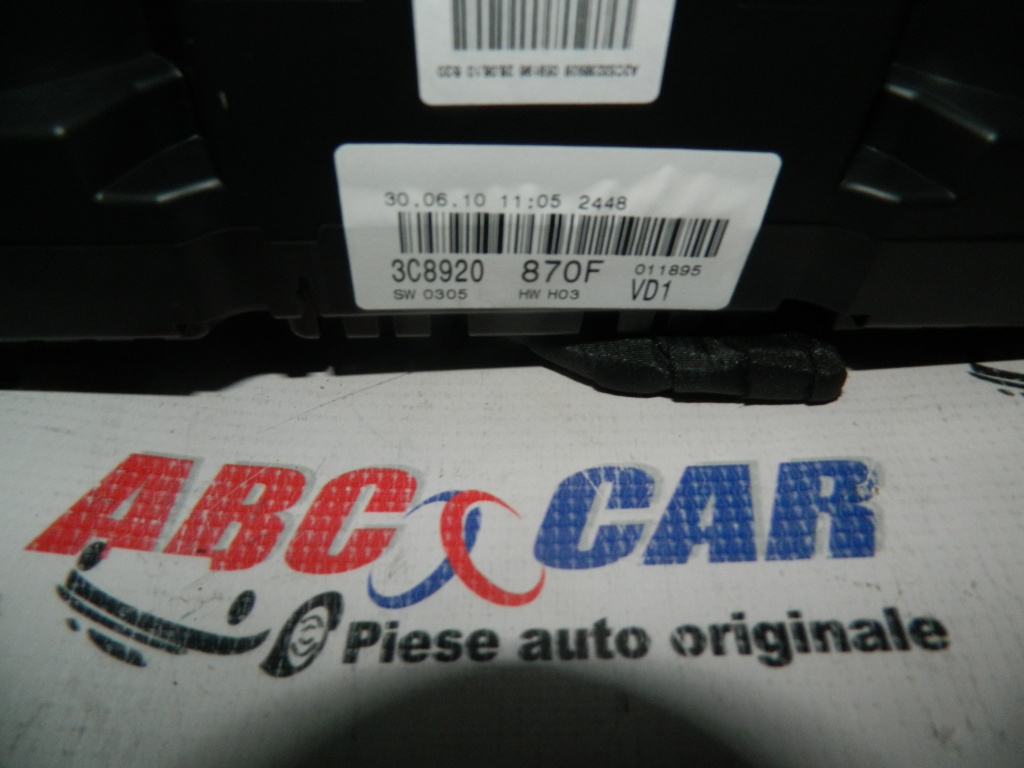 30.06.10 11:05 2448
3C8920 870F 011895
SW 0305 HW H03 VD1
ABC CAR
Piese auto originale